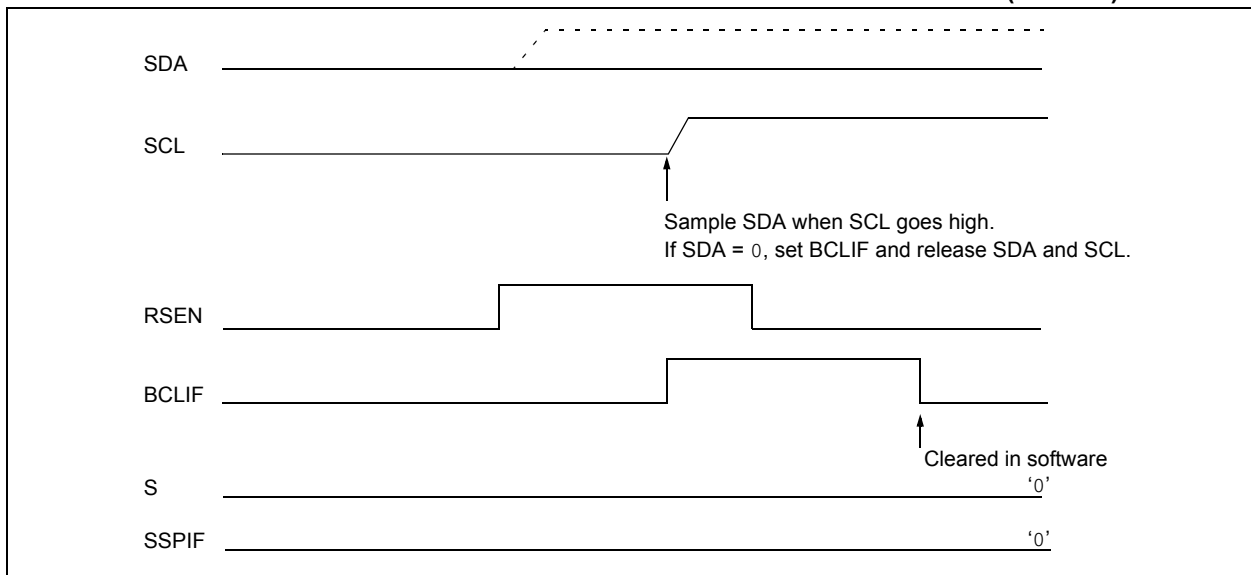 SDA
SCL
Sample SDA when SCL goes high.
If SDA = 0, set BCLIF and release SDA and SCL.
RSEN
BCLIF
Cleared in software
S
‘0’
SSPIF
‘0’